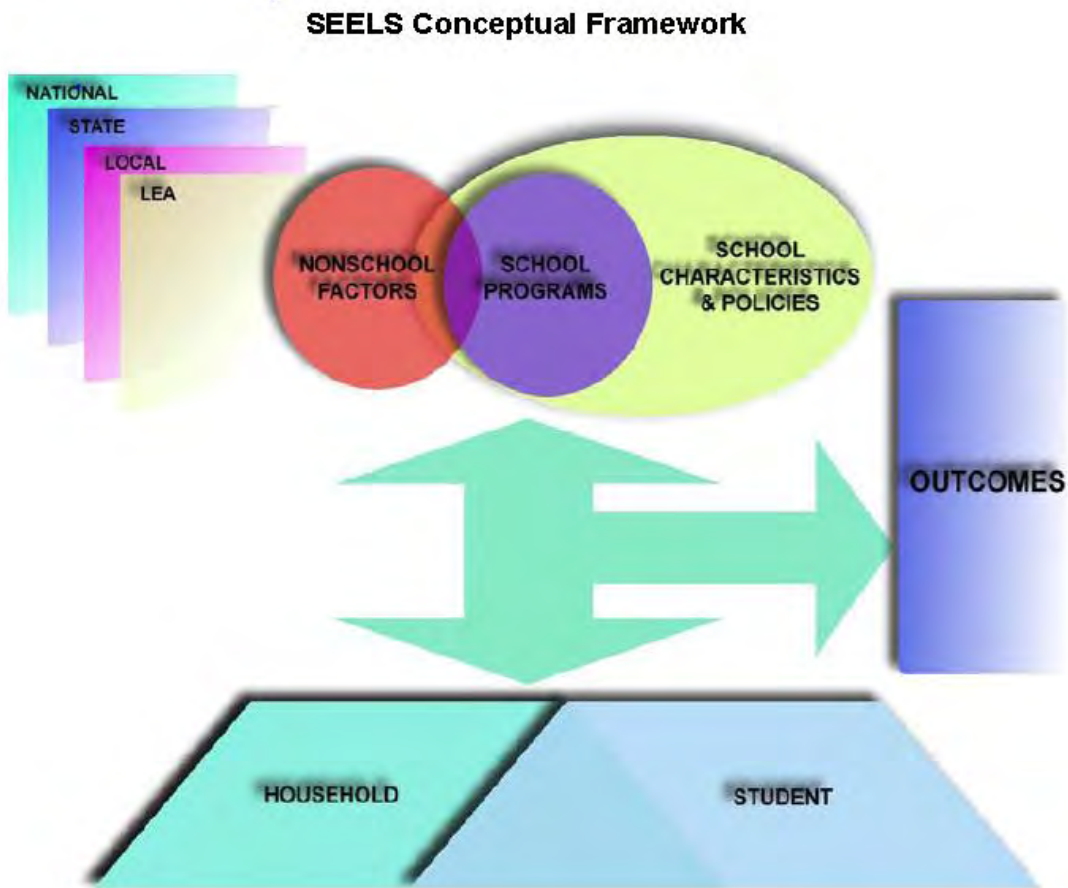 SEELS Conceptual Framework
NATIONAL
STATE
LOCAL
LEA
NONSCHOOL
FACTORS
SCHOOL
PROGRAMS
SCHOOL
CHARACTERISTICS
& POLICIES
OUTCOMES
HOUSEHOLD
STUDENT